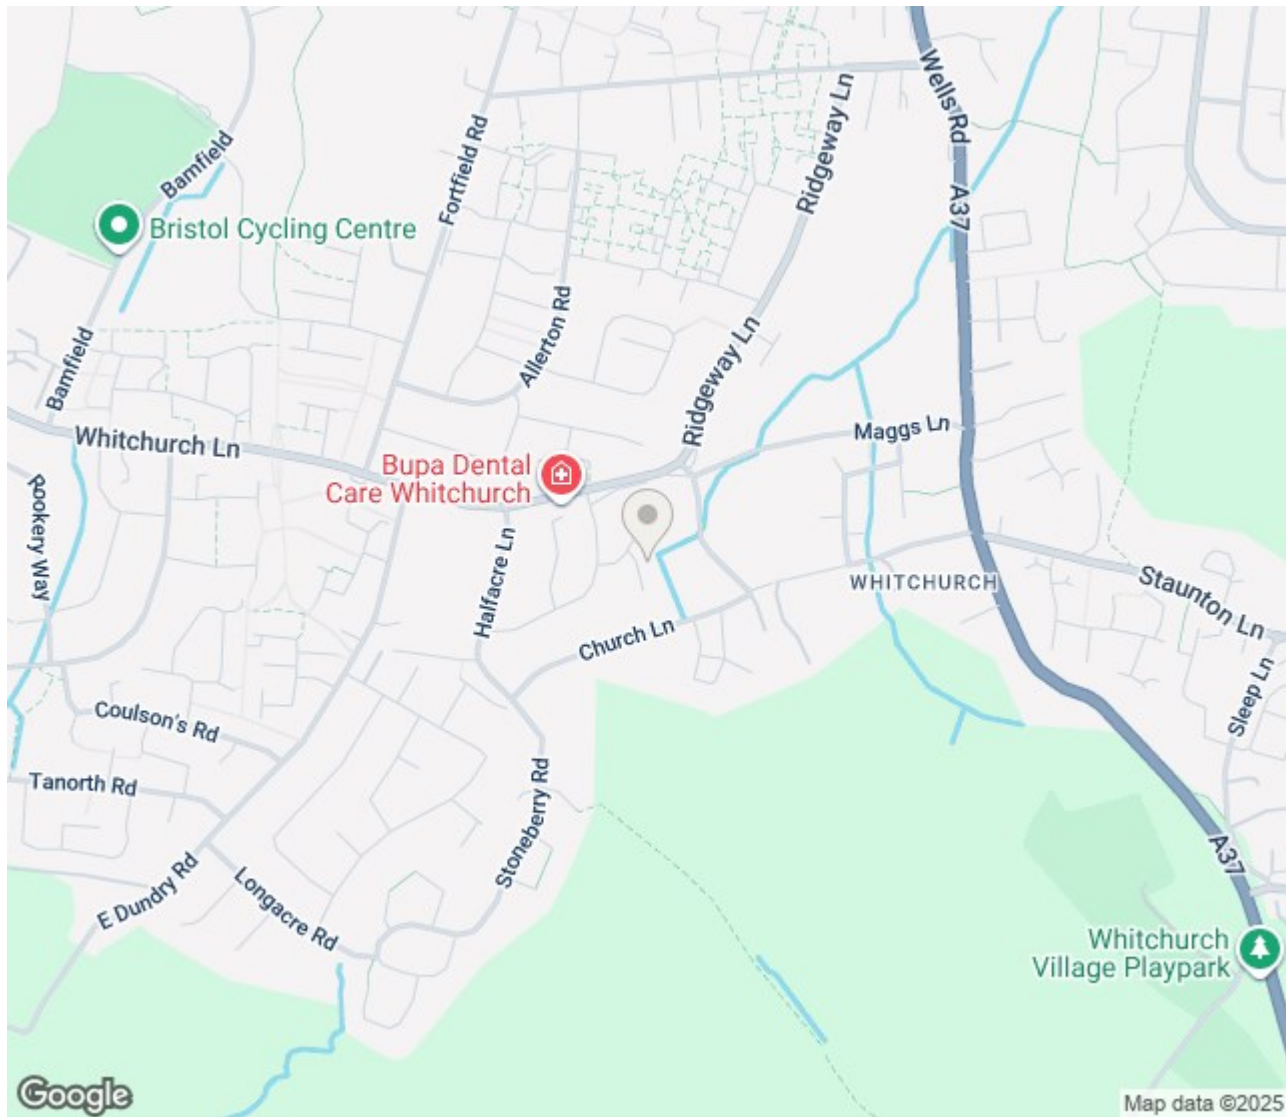 Wells Rd
A37
Ridgeway Ln
Fortfield Rd
Bamfield
Bristol Cycling Centre
Allerton Rd
Bamfield
Ridgeway Ln
Whitchurch Ln
Maggs Ln
Bupa Dental
Care Whitchurch
Rookery Way
Halfacre Ln
WHITCHURCH
Staunton Ln
Church Ln
Sleep Ln
Coulson's Rd
Tanorth Rd
Stoneberry Rd
A37
E Dundry Rd
Longacre Rd
Whitchurch
Village Playpark
Google
Map data ©2025